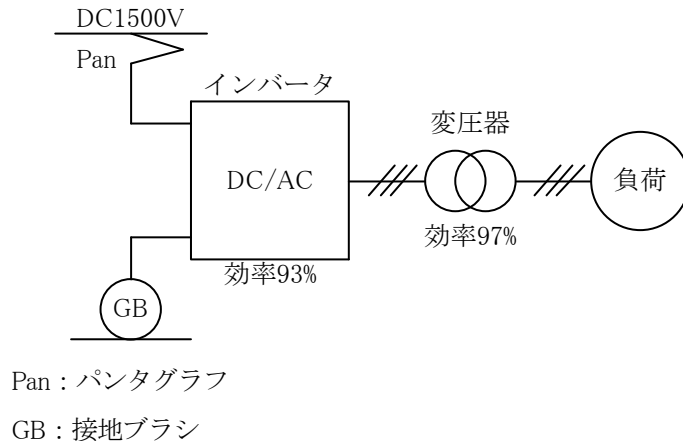 DC1500V
Pan
インバータ
DC/AC
効率93%
変圧器
効率97%
負荷
GB
Pan：パンタグラフ
GB：接地ブラシ